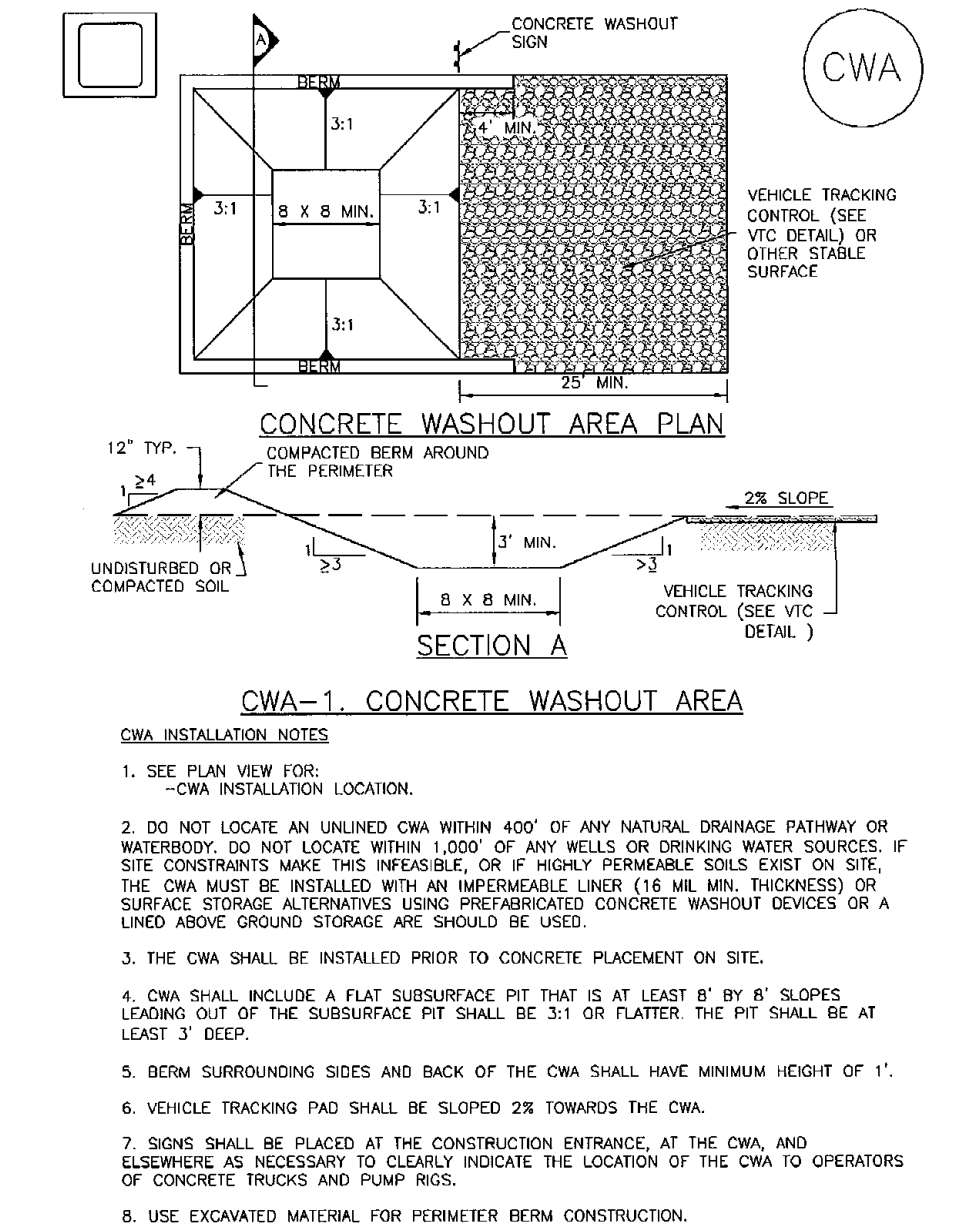 CONCRETE WASHOUT
SIGN
A
CWA
BERM
3:1
4' MIN.
VEHICLE TRACKING
CONTROL (SEE
VTC DETAIL) OR
OTHER STABLE
SURFACE
BERM
3:1
8 X 8 MIN.
3:1
3:1
BERM
25' MIN.
CONCRETE WASHOUT AREA PLAN
12" TYP.
COMPACTED BERM AROUND
THE PERIMETER
1
≥4
2% SLOPE
3' MIN.
1
≥3
1
>3
UNDISTURBED OR
COMPACTED SOIL
8 X 8 MIN.
VEHICLE TRACKING
CONTROL (SEE VTC
DETAIL )
SECTION A
CWA-1. CONCRETE WASHOUT AREA
CWA INSTALLATION NOTES
1. SEE PLAN VIEW FOR:
-CWA INSTALLATION LOCATION.
2. DO NOT LOCATE AN UNLINED CWA WITHIN 400' OF ANY NATURAL DRAINAGE PATHWAY OR
WATERBODY. DO NOT LOCATE WITHIN 1,000' OF ANY WELLS OR DRINKING WATER SOURCES. IF
SITE CONSTRAINTS MAKE THIS INFEASIBLE, OR IF HIGHLY PERMEABLE SOILS EXIST ON SITE,
THE CWA MUST BE INSTALLED WITH AN IMPERMEABLE LINER (16 MIL MIN. THICKNESS) OR
SURFACE STORAGE ALTERNATIVES USING PREFABRICATED CONCRETE WASHOUT DEVICES OR A
LINED ABOVE GROUND STORAGE ARE SHOULD BE USED.
3. THE CWA SHALL BE INSTALLED PRIOR TO CONCRETE PLACEMENT ON SITE.
4. CWA SHALL INCLUDE A FLAT SUBSURFACE PIT THAT IS AT LEAST 8' BY 8' SLOPES
LEADING OUT OF THE SUBSURFACE PIT SHALL BE 3:1 OR FLATTER. THE PIT SHALL BE AT
LEAST 3' DEEP.
5. BERM SURROUNDING SIDES AND BACK OF THE CWA SHALL HAVE MINIMUM HEIGHT OF 1'.
6. VEHICLE TRACKING PAD SHALL BE SLOPED 2% TOWARDS THE CWA.
7. SIGNS SHALL BE PLACED AT THE CONSTRUCTION ENTRANCE, AT THE CWA, AND
ELSEWHERE AS NECESSARY TO CLEARLY INDICATE THE LOCATION OF THE CWA TO OPERATORS
OF CONCRETE TRUCKS AND PUMP RIGS.
8. USE EXCAVATED MATERIAL FOR PERIMETER BERM CONSTRUCTION.